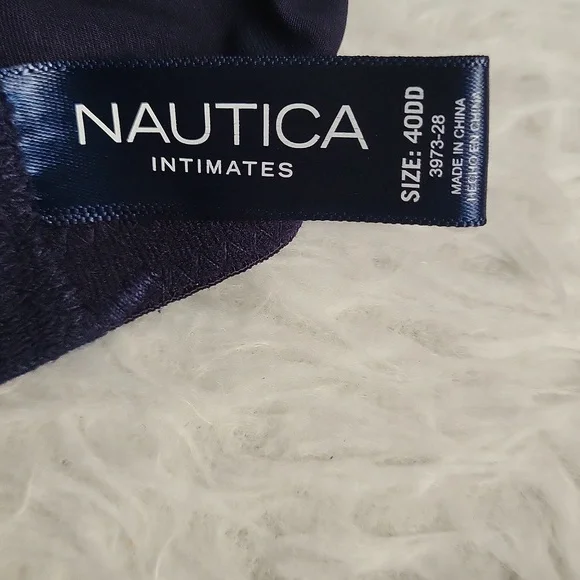 NAUTICA
INTIMATES
SIZE: 40DD
3973-28
MADE IN CHINA
HECHO EN CHINA